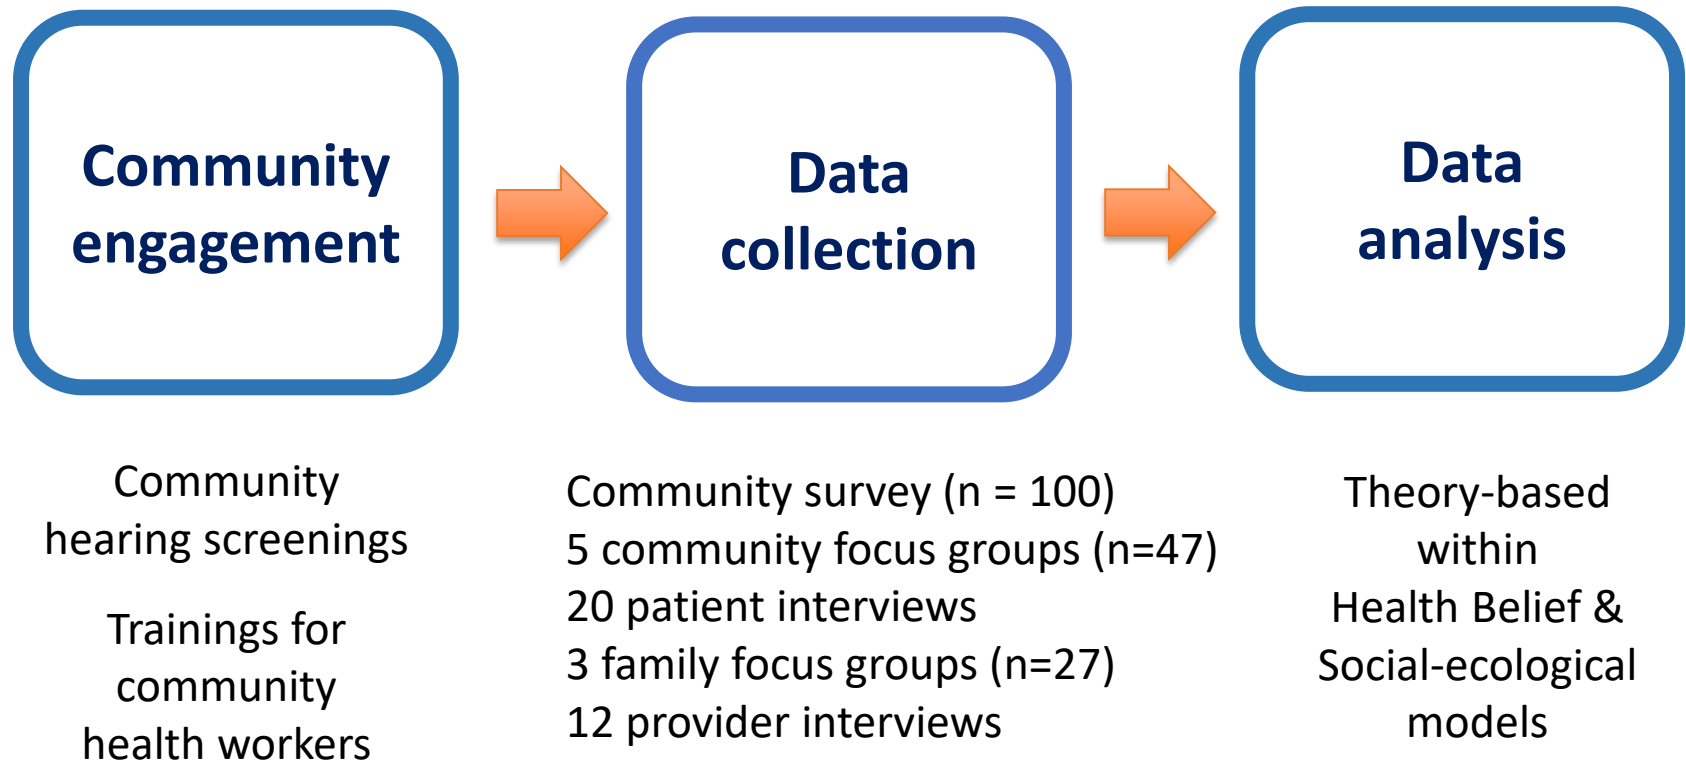 Community
engagement
Data
collection
Data
analysis
Community
hearing screenings
Trainings for
community
health workers
Community survey (n = 100)
5 community focus groups (n=47)
20 patient interviews
3 family focus groups (n=27)
12 provider interviews
Theory-based
within
Health Belief &
Social-ecological
models